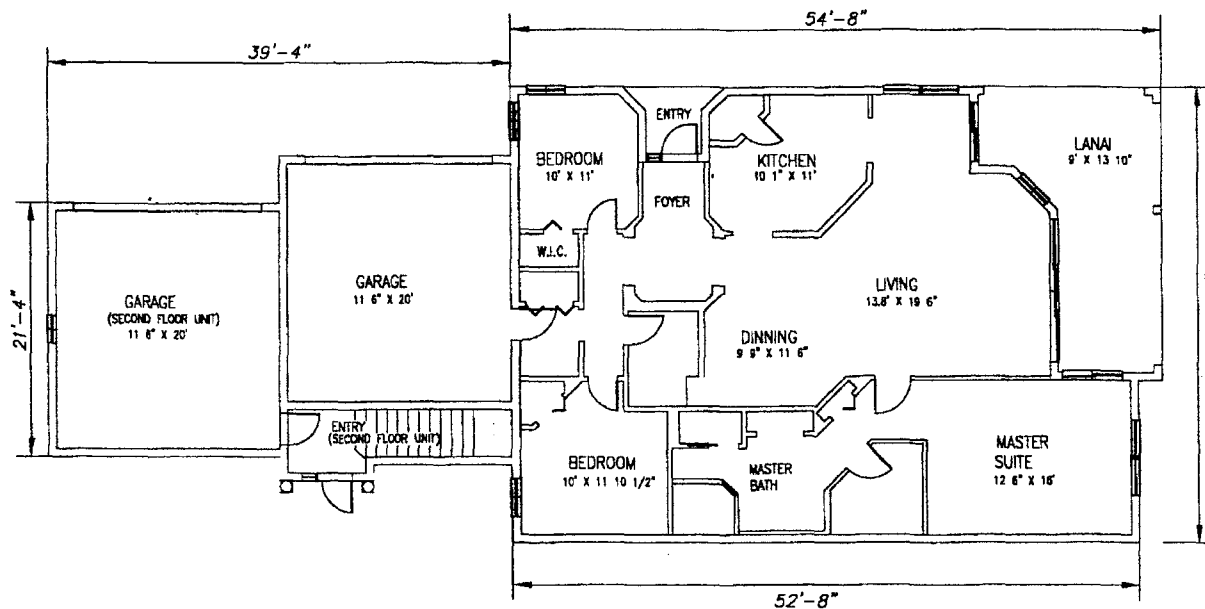 54'-8"
39'-4"
ENTRY
LANAI
9' X 13 10"
BEDROOM
10' X 11'
KITCHEN
10 1" X 11'
FOYER
W.I.C.
GARAGE
11 6" X 20'
LIVING
13.8' X 19 6"
GARAGE
(SECOND FLOOR UNIT)
11 6" X 20'
21'-4"
DINNING
9 9" X 11 6"
ENTRY
(SECOND FLOOR UNIT)
BEDROOM
10' X 11 10 1/2"
MASTER
BATH
MASTER
SUITE
12 6" X 16'
52'-8"